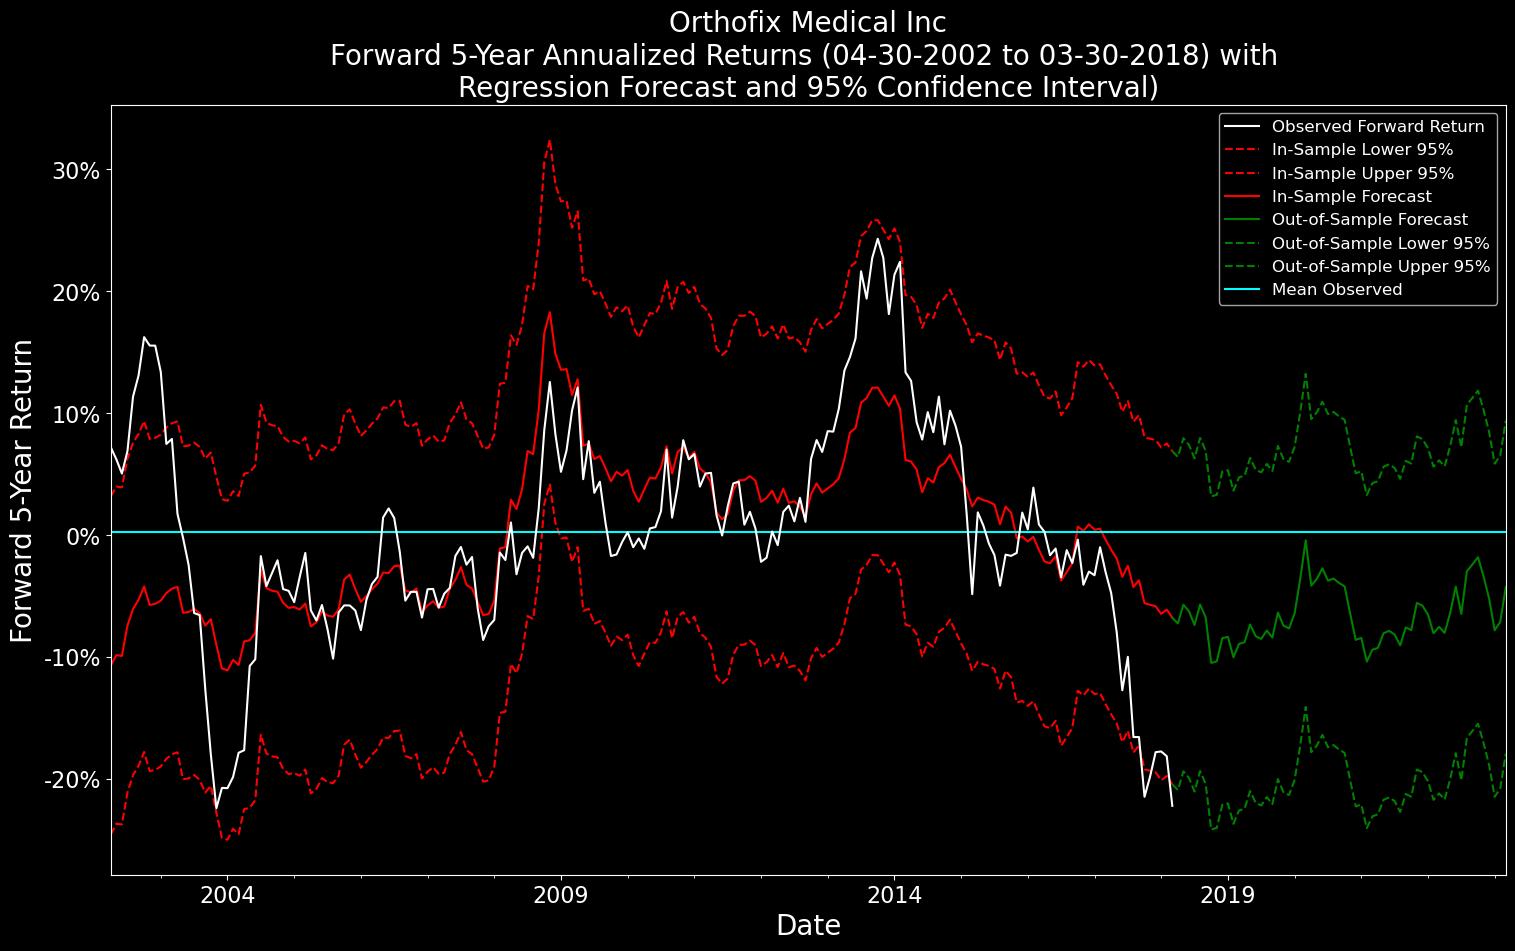 Orthofix Medical Inc
Forward 5-Year Annualized Returns (04-30-2002 to 03-30-2018) with
Regression Forecast and 95% Confidence Interval)
Observed Forward Return
In-Sample Lower 95%
In-Sample Upper 95%
In-Sample Forecast
Out-of-Sample Forecast
Out-of-Sample Lower 95%
Out-of-Sample Upper 95%
Mean Observed
Forward 5-Year Return
30%
20%
10%
0%
-10%
-20%
2004
2009
2014
2019
Date